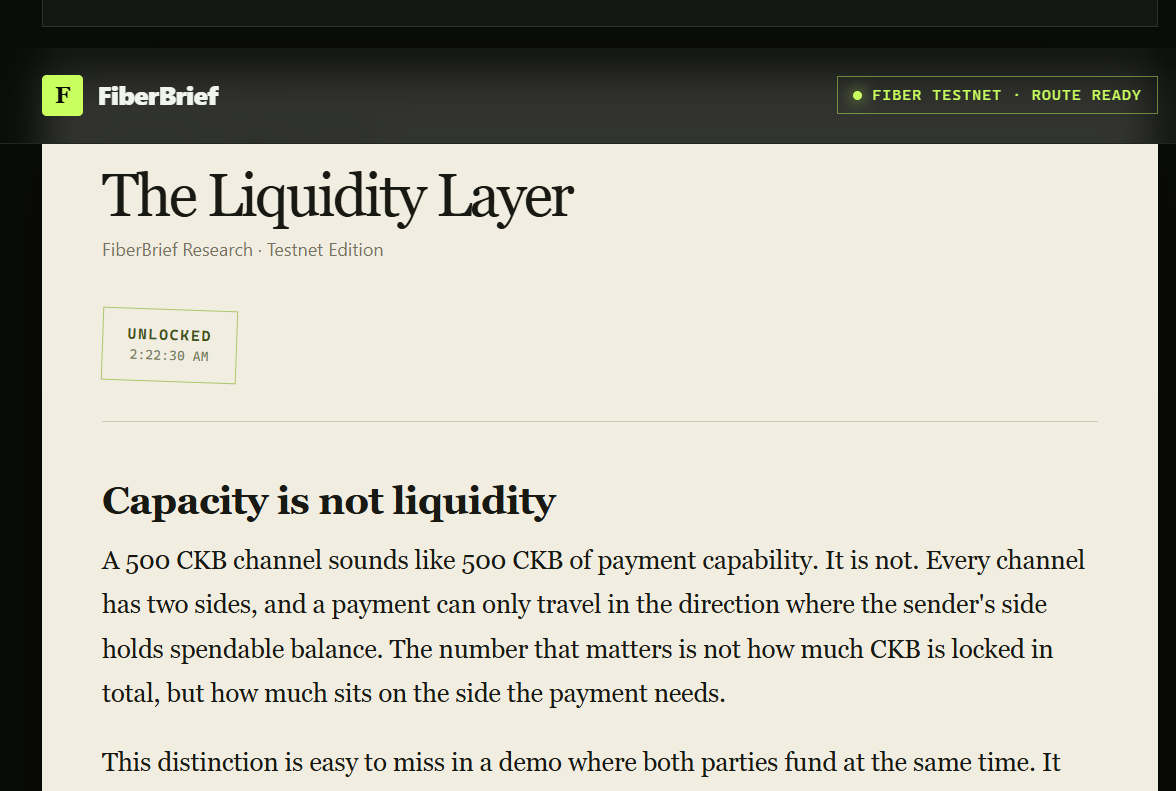 F FiberBrief
FIBER TESTNET · ROUTE READY
The Liquidity Layer
FiberBrief Research · Testnet Edition
UNLOCKED
2:22:30 AM
Capacity is not liquidity
A 500 CKB channel sounds like 500 CKB of payment capability. It is not. Every channel
has two sides, and a payment can only travel in the direction where the sender's side
holds spendable balance. The number that matters is not how much CKB is locked in
total, but how much sits on the side the payment needs.
This distinction is easy to miss in a demo where both parties fund at the same time. It